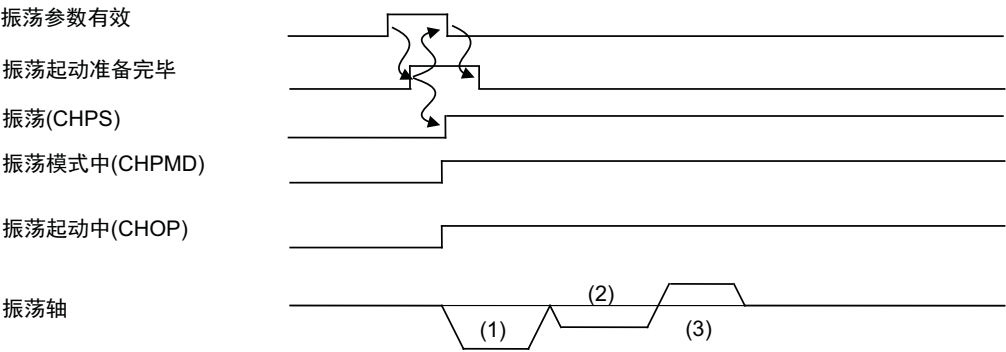 振荡参数有效
振荡起动准备完毕
振荡(CHPS)
振荡模式中(CHPMD)
振荡起动中(CHOP)
振荡轴
(1)
(2)
(3)